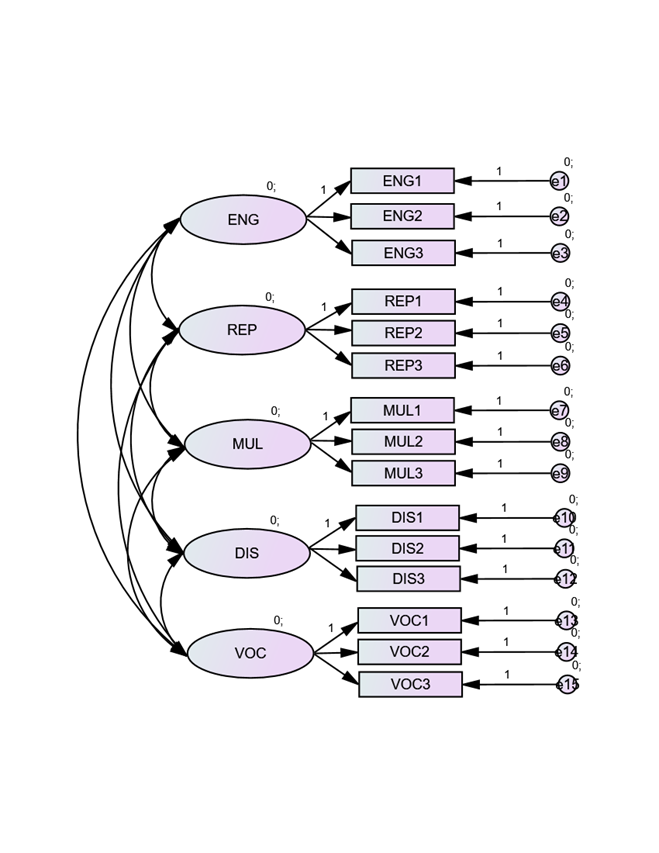 0;
1
ENG1
1
0;
e1
ENG
ENG2
1
0;
e2
ENG3
1
0;
e3
0;
1
REP1
1
0;
e4
REP
REP2
1
0;
e5
REP3
1
0;
e6
0;
1
MUL1
1
0;
e7
MUL
MUL2
1
0;
e8
MUL3
1
0;
e9
0;
1
DIS1
1
0;
e10
DIS
DIS2
1
0;
e11
DIS3
1
0;
e12
0;
1
VOC1
1
0;
e13
VOC
VOC2
1
0;
e14
VOC3
1
0;
e15